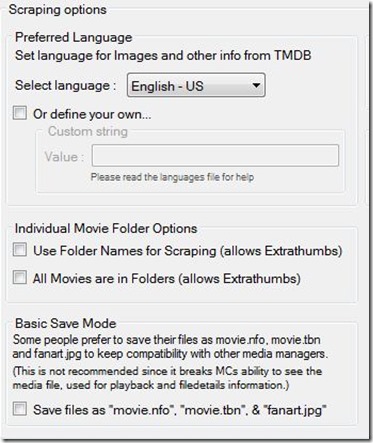 Scraping options
Preferred Language
Set language for Images and other info from TMDB
Select language : English - US
Or define your own...
Custom string
Value :
Please read the languages file for help
Individual Movie Folder Options
Use Folder Names for Scraping (allows Extrathumbs)
All Movies are in Folders (allows Extrathumbs)
Basic Save Mode
Some people prefer to save their files as movie.nfo, movie.tbn
and fanart.jpg to keep compatibility with other media managers.
(This is not recommended since it breaks MCs ability to see the
media file, used for playback and filedetails information.)
Save files as "movie.nfo", "movie.tbn", & "fanart.jpg"